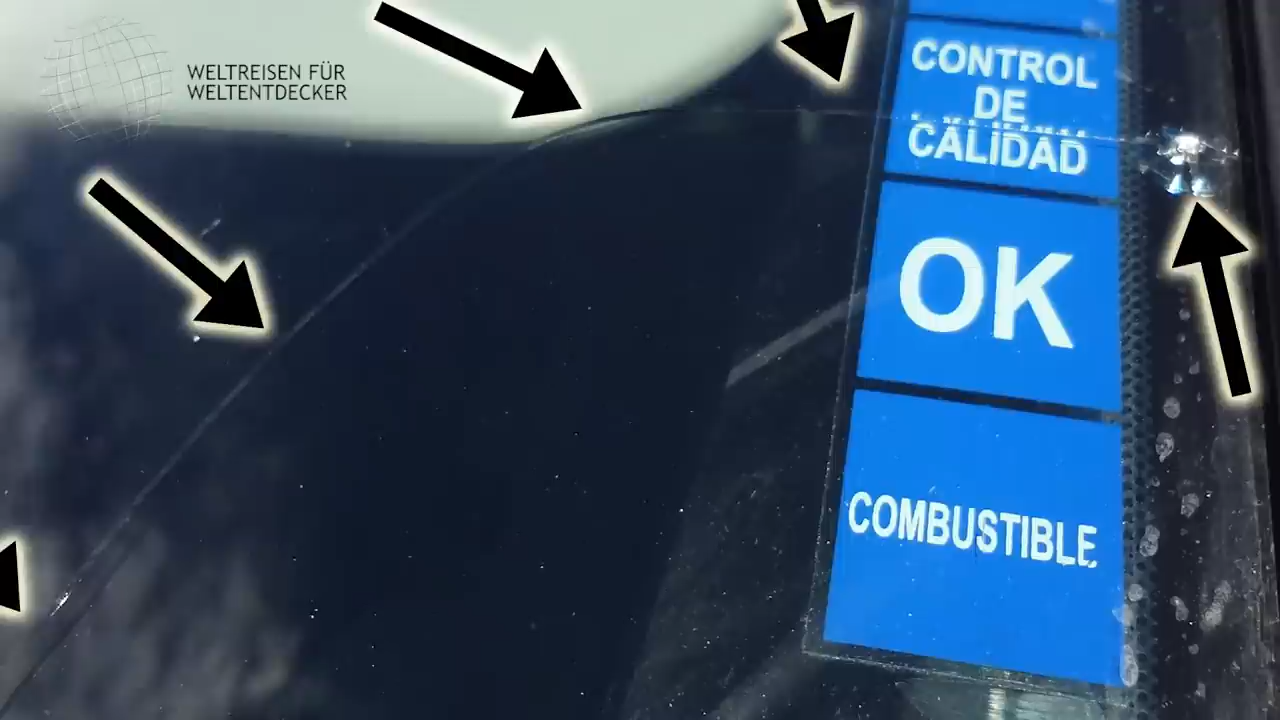 WELTREISEN FÜR
WELTENTDECKER
CONTROL
DE
CALIDAD
OK
COMBUSTIBLE